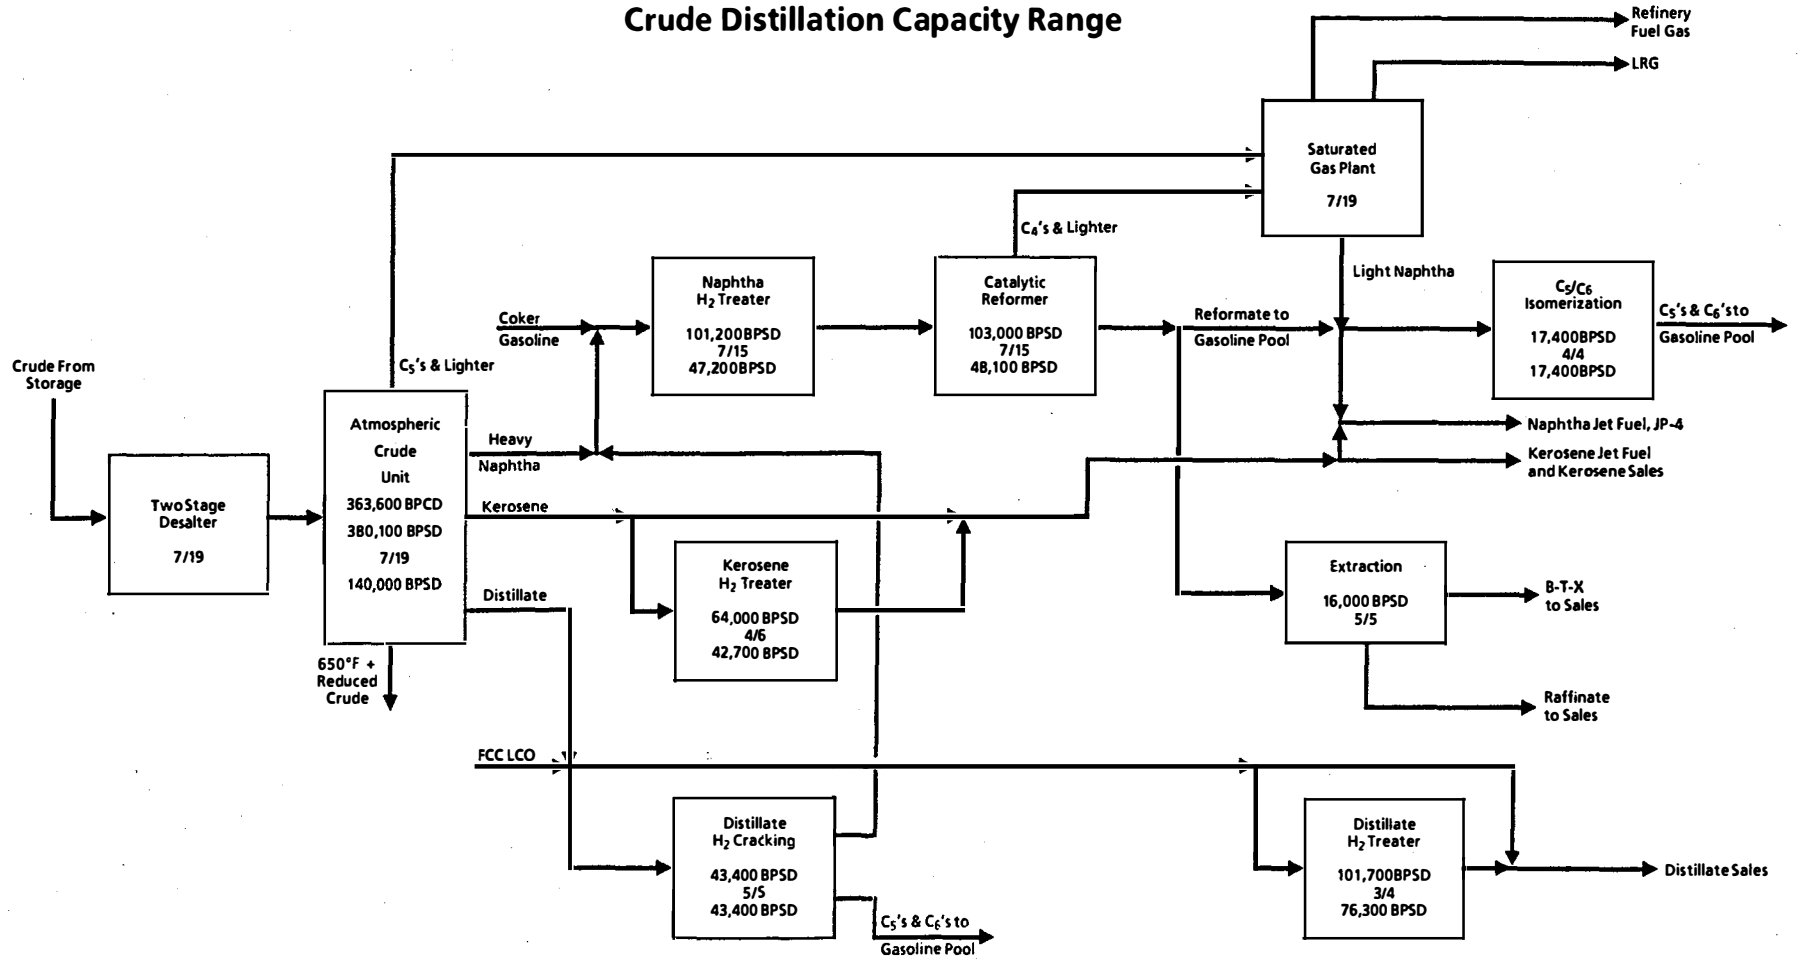 Crude Distillation Capacity Range
Refinery
Fuel Gas
LRG
Saturated
Gas Plant
7/19
C4's & Lighter
Light Naphtha
Naphtha
H2 Treater
101,200BPSD
7/15
47,200BPSD
Catalytic
Reformer
103,000 BPSD
7/15
48,100 BPSD
C5/C6
Isomerization
17,400BPSD
4/4
17,400BPSD
Coker
Gasoline
Reformate to
Gasoline Pool
C5's & C6's to
Gasoline Pool
Crude From
Storage
C5's & Lighter
Atmospheric
Crude
Unit
363,600 BPCD
380,100 BPSD
7/19
140,000 BPSD
Heavy
Naphtha
Naphtha Jet Fuel, JP-4
Kerosene Jet Fuel
and Kerosene Sales
Two Stage
Desalter
7/19
Kerosene
Kerosene
H2 Treater
64,000 BPSD
4/6
42,700 BPSD
Extraction
16,000 BPSD
5/5
B-T-X
to Sales
Distillate
650°F +
Reduced
Crude
Raffinate
to Sales
FCC LCO
Distillate
H2 Cracking
43,400 BPSD
5/5
43,400 BPSD
Distillate
H2 Treater
101,700BPSD
3/4
76,300 BPSD
Distillate Sales
C5's & C6's to
Gasoline Pool